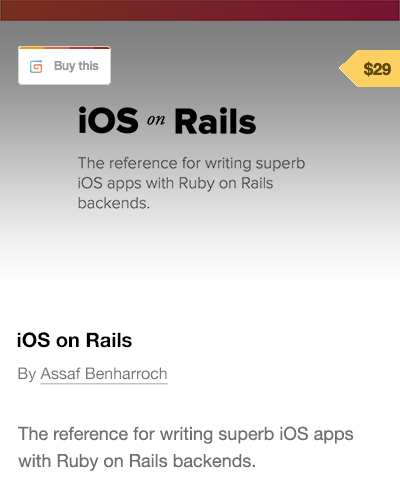 Buy this
$29
iOS on Rails
The reference for writing superb
iOS apps with Ruby on Rails
backends.
iOS on Rails
By Assaf Benharroch
The reference for writing superb iOS apps
with Ruby on Rails backends.